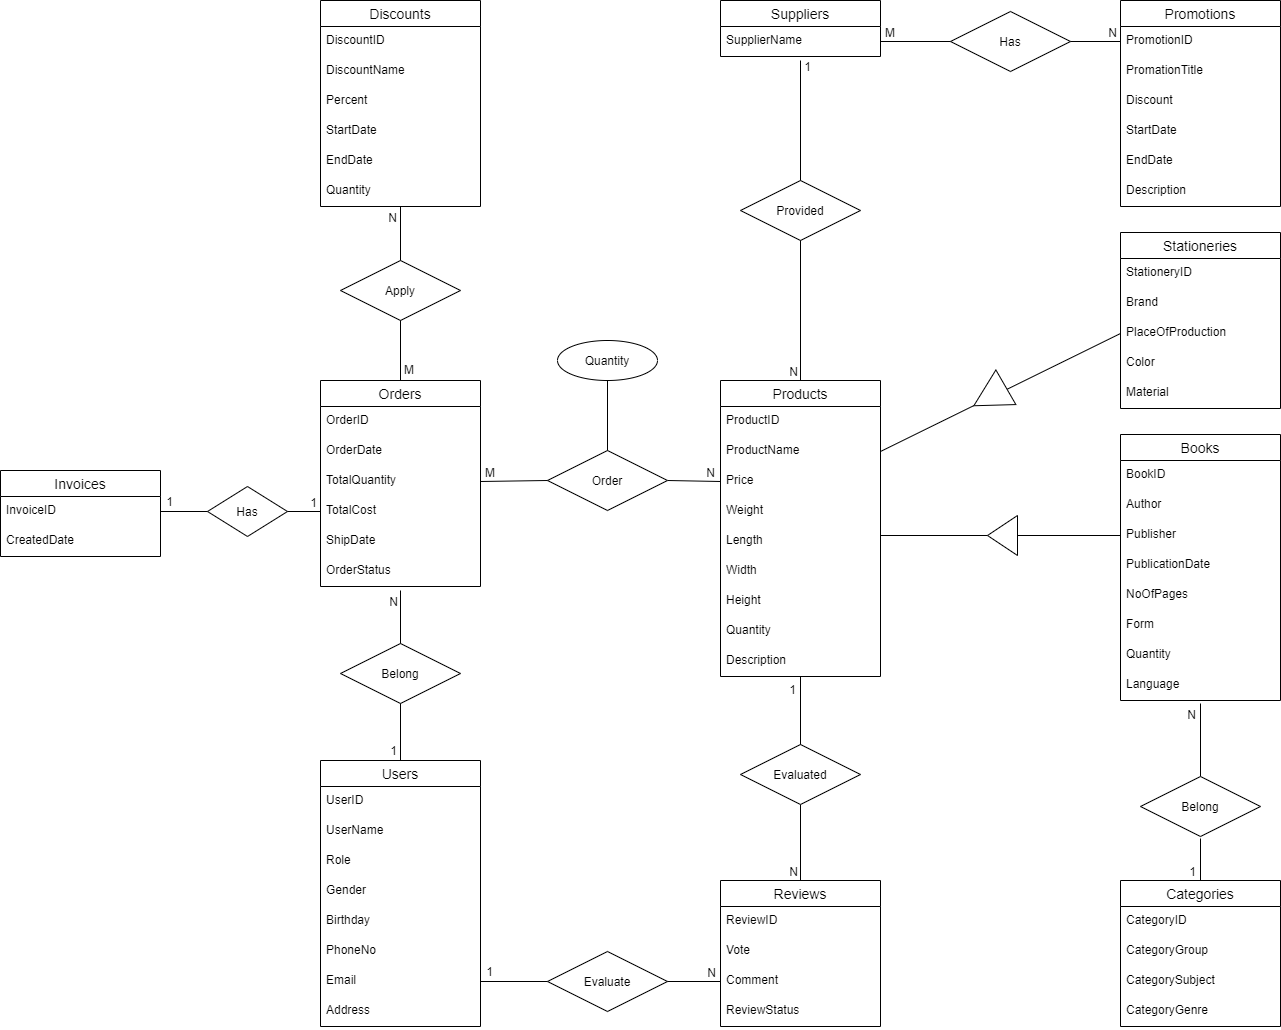 Discounts
DiscountID
DiscountName
Percent
StartDate
EndDate
Quantity
N
Apply
M
Suppliers
SupplierName
M
Has
N
1
Provided
N
Promotions
PromotionID
PromationTitle
Discount
StartDate
EndDate
Description
Stationeries
StationeryID
Brand
PlaceOfProduction
Color
Material
Quantity
Invoices
InvoiceID
CreatedDate
1
Has
1
Orders
OrderID
OrderDate
TotalQuantity
TotalCost
ShipDate
OrderStatus
M
Order
N
Products
ProductID
ProductName
Price
Weight
Length
Width
Height
Quantity
Description
Books
BookID
Author
Publisher
PublicationDate
NoOfPages
Form
Quantity
Language
N
Belong
1
1
Evaluated
N
N
Belong
1
Users
UserID
UserName
Role
Gender
Birthday
PhoneNo
Email
Address
1
Evaluate
N
Reviews
ReviewID
Vote
Comment
ReviewStatus
Categories
CategoryID
CategoryGroup
CategorySubject
CategoryGenre